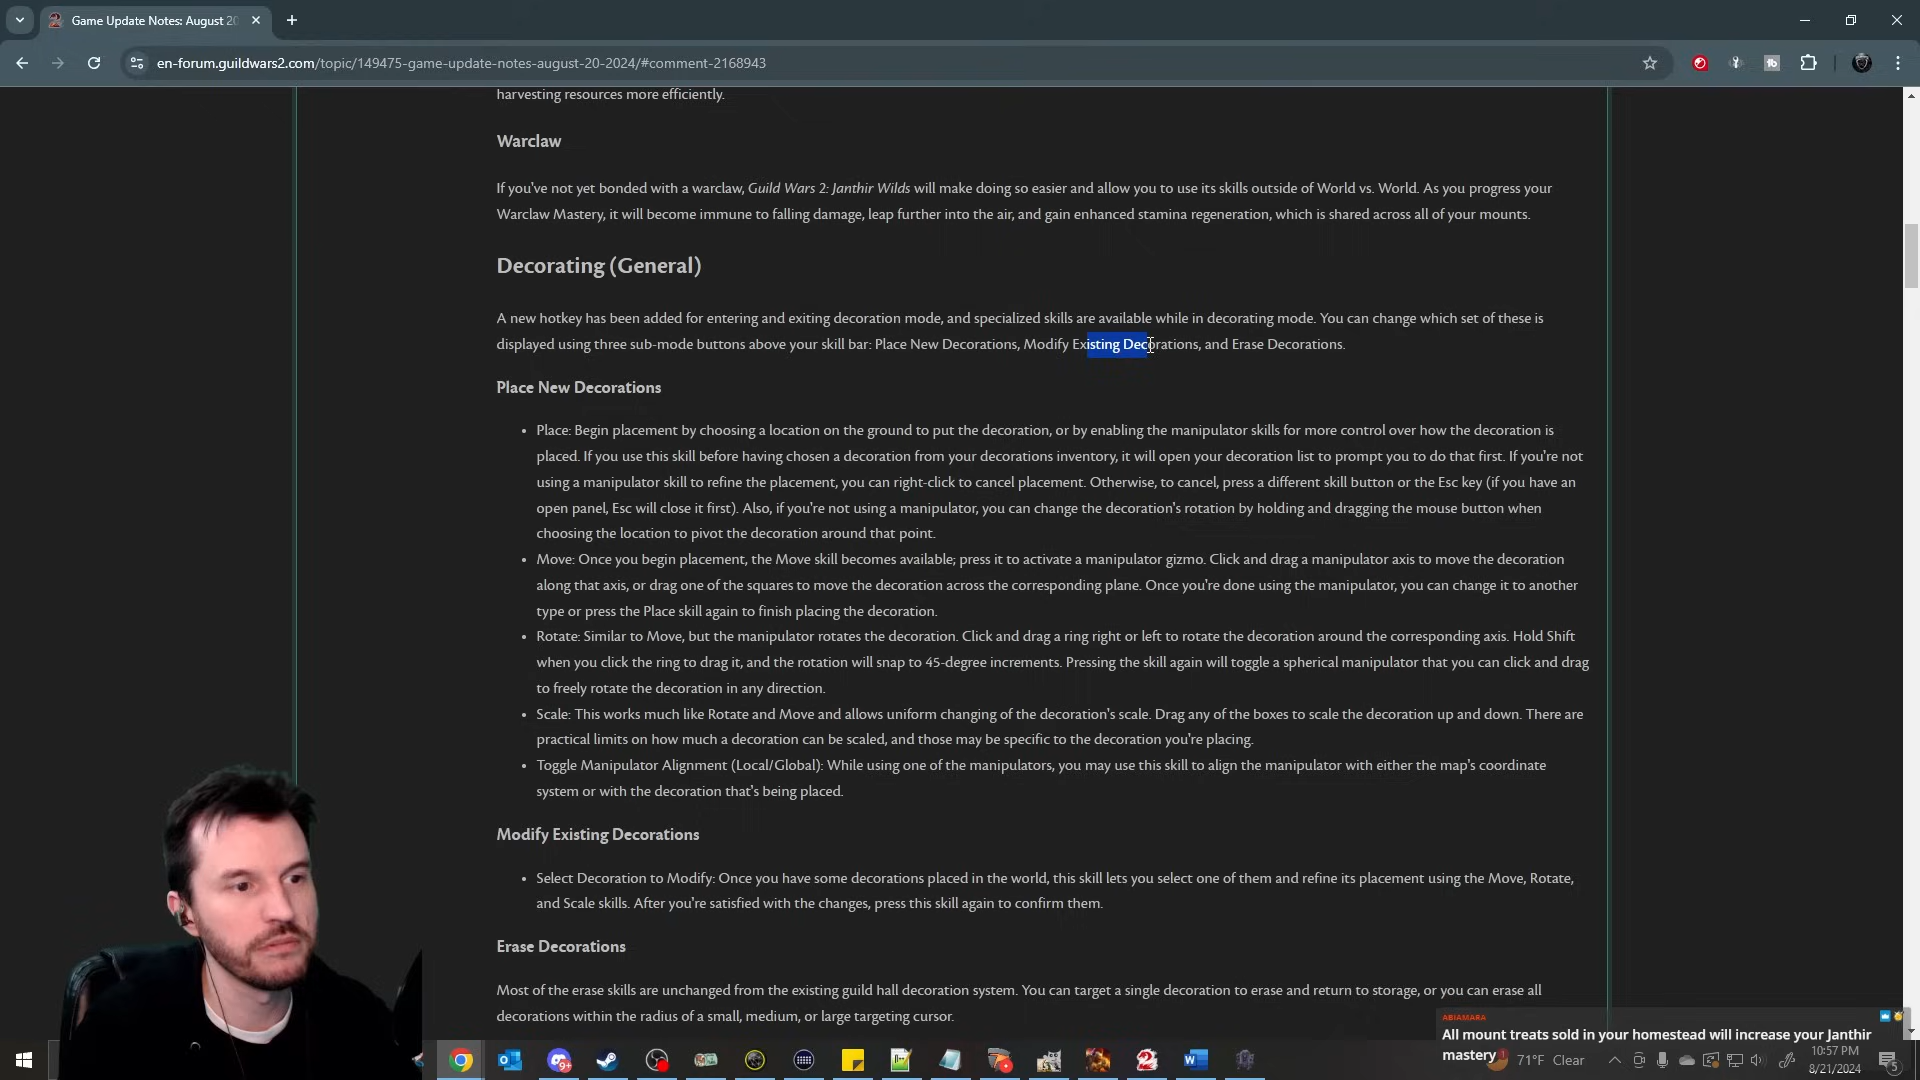 Game Update Notes: August 20
en-forum.guildwars2.com/topic/149475-game-update-notes-august-20-2024/#comment-2168943
harvesting resources more efficiently.
Warclaw
If you've not yet bonded with a warclaw, Guild Wars 2: Janthir Wilds will make doing so easier and allow you to use its skills outside of World vs. World. As you progress your
Warclaw Mastery, it will become immune to falling damage, leap further into the air, and gain enhanced stamina regeneration, which is shared across all of your mounts.
Decorating (General)
A new hotkey has been added for entering and exiting decoration mode, and specialized skills are available while in decorating mode. You can change which set of these is
displayed using three sub-mode buttons above your skill bar: Place New Decorations, Modify Existing Decorations, and Erase Decorations.
Place New Decorations
• Place: Begin placement by choosing a location on the ground to put the decoration, or by enabling the manipulator skills for more control over how the decoration is
placed. If you use this skill before having chosen a decoration from your decorations inventory, it will open your decoration list to prompt you to do that first. If you're not
using a manipulator skill to refine the placement, you can right-click to cancel placement. Otherwise, to cancel, press a different skill button or the Esc key (if you have an
open panel, Esc will close it first). Also, if you're not using a manipulator, you can change the decoration's rotation by holding and dragging the mouse button when
choosing the location to pivot the decoration around that point.
• Move: Once you begin placement, the Move skill becomes available; press it to activate a manipulator gizmo. Click and drag a manipulator axis to move the decoration
along that axis, or drag one of the squares to move the decoration across the corresponding plane. Once you're done using the manipulator, you can change it to another
type or press the Place skill again to finish placing the decoration.
• Rotate: Similar to Move, but the manipulator rotates the decoration. Click and drag a ring right or left to rotate the decoration around the corresponding axis. Hold Shift
when you click the ring to drag it, and the rotation will snap to 45-degree increments. Pressing the skill again will toggle a spherical manipulator that you can click and drag
to freely rotate the decoration in any direction.
• Scale: This works much like Rotate and Move and allows uniform changing of the decoration's scale. Drag any of the boxes to scale the decoration up and down. There are
practical limits on how much a decoration can be scaled, and those may be specific to the decoration you're placing.
• Toggle Manipulator Alignment (Local/Global): While using one of the manipulators, you may use this skill to align the manipulator with either the map's coordinate
system or with the decoration that's being placed.
Modify Existing Decorations
• Select Decoration to Modify: Once you have some decorations placed in the world, this skill lets you select one of them and refine its placement using the Move, Rotate,
and Scale skills. After you're satisfied with the changes, press this skill again to confirm them.
Erase Decorations
Most of the erase skills are unchanged from the existing guild hall decoration system. You can target a single decoration to erase and return to storage, or you can erase all
decorations within the radius of a small, medium, or large targeting cursor.
ABIAMARA
All mount treats sold in your homestead will increase your Janthir
mastery
71°F Clear
10:57 PM
8/21/2024
5